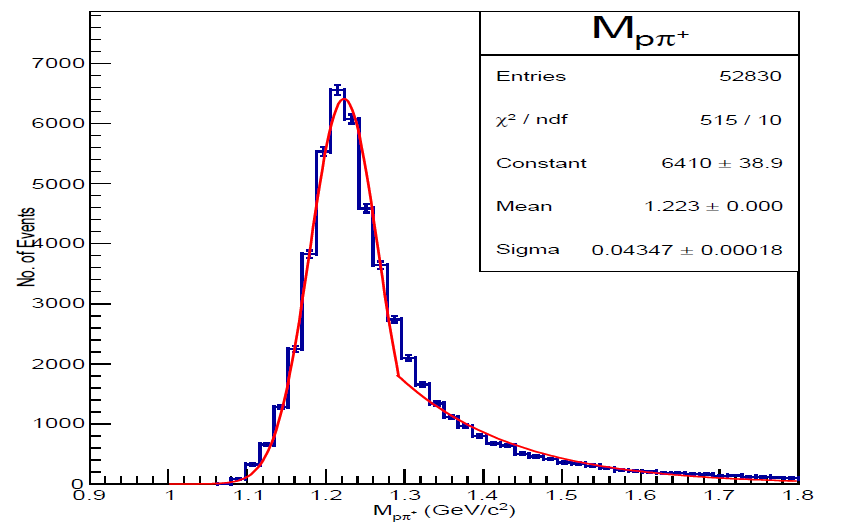 M_{pπ⁺}
Entries 52830
χ² / ndf 515 / 10
Constant 6410 ± 38.9
Mean 1.223 ± 0.000
Sigma 0.04347 ± 0.00018
No. of Events
7000
6000
5000
4000
3000
2000
1000
0
0.9 1 1.1 1.2 1.3 1.4 1.5 1.6 1.7 1.8
M_{pπ⁺} (GeV/c²)